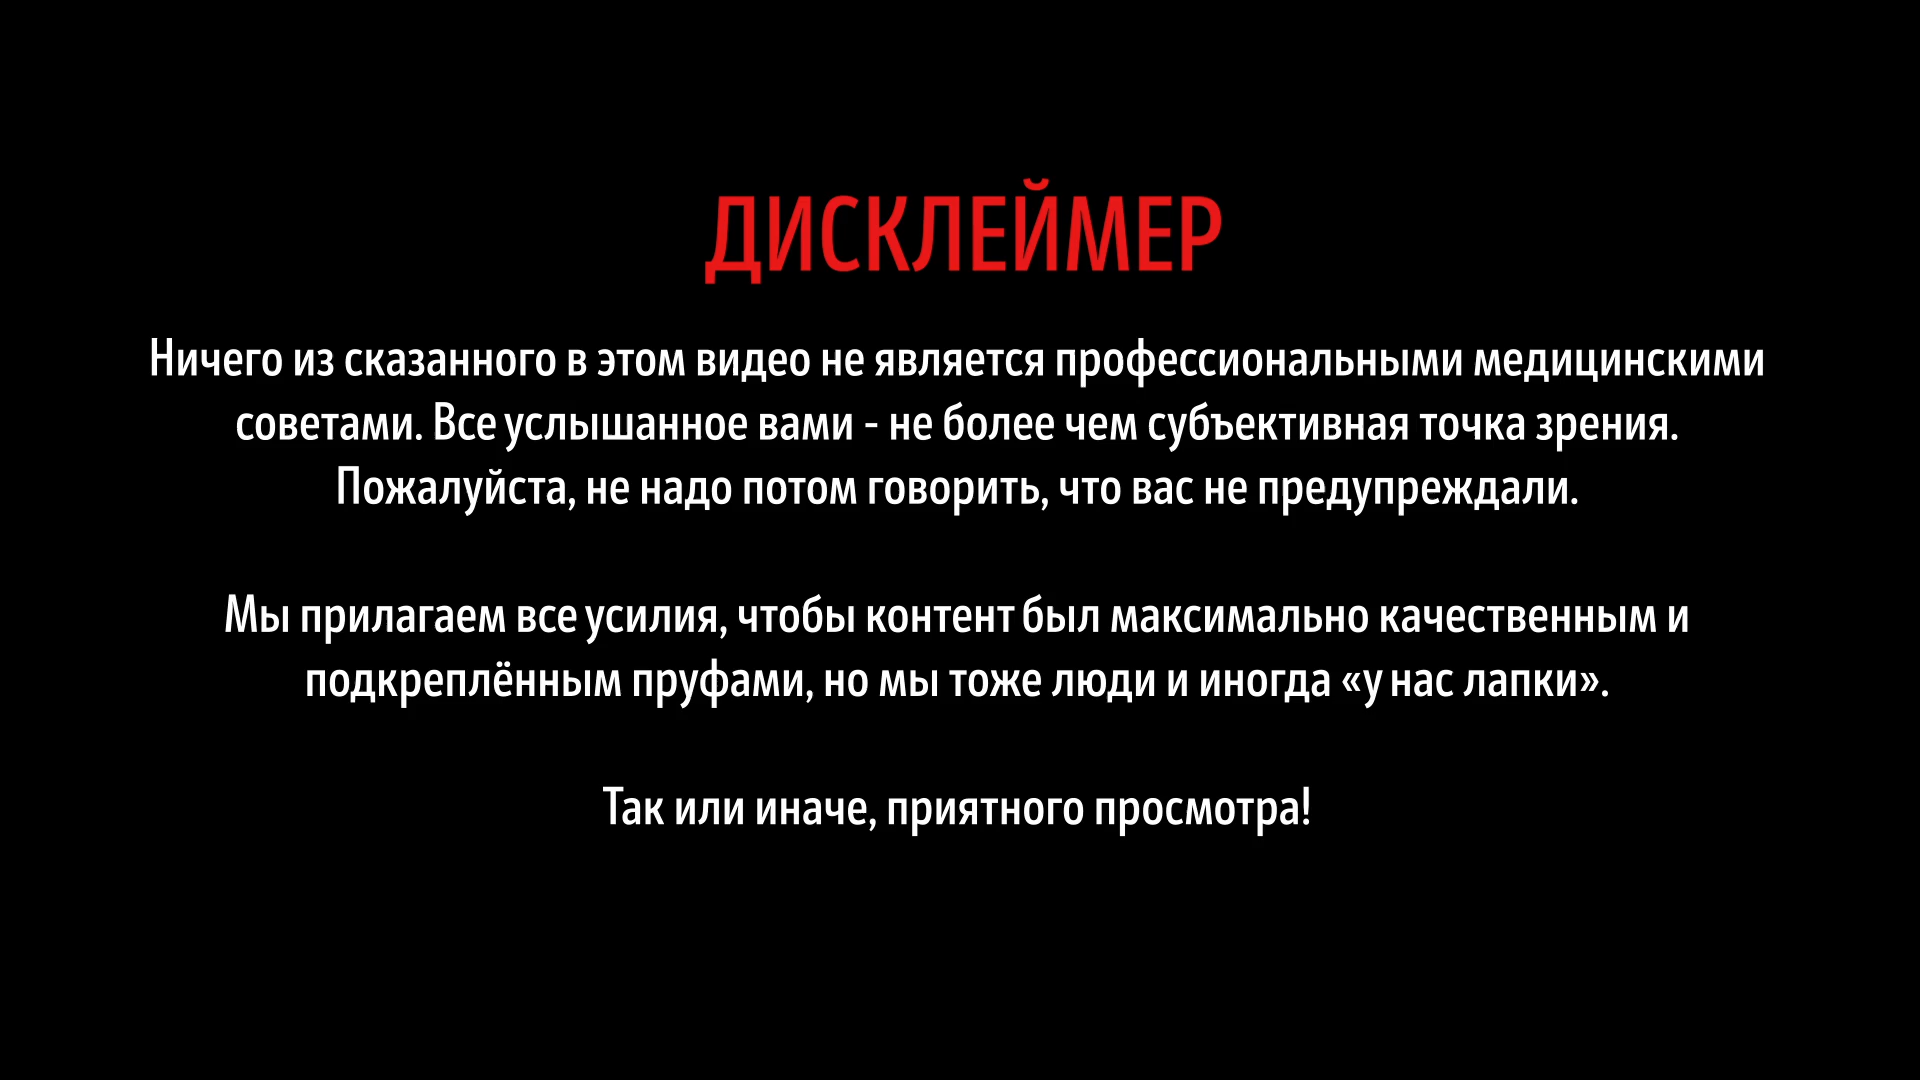 ДИСКЛЕЙМЕР
Ничего из сказанного в этом видео не является профессиональными медицинскими
советами. Все услышанное вами - не более чем субъективная точка зрения.
Пожалуйста, не надо потом говорить, что вас не предупреждали.
Мы прилагаем все усилия, чтобы контент был максимально качественным и
подкреплённым пруфами, но мы тоже люди и иногда «у нас лапки».
Так или иначе, приятного просмотра!